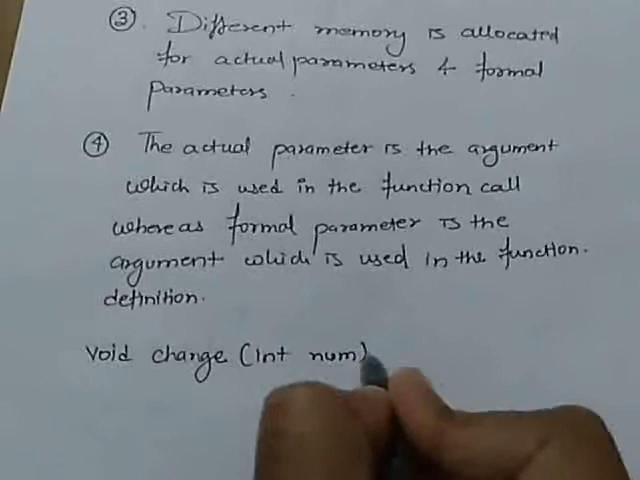 ③. Different memory is allocated
for actual parameters & formal
parameters.
④ The actual parameter is the argument
which is used in the function call
whereas formal parameter is the
argument which is used in the function.
definition.
Void change (int num)